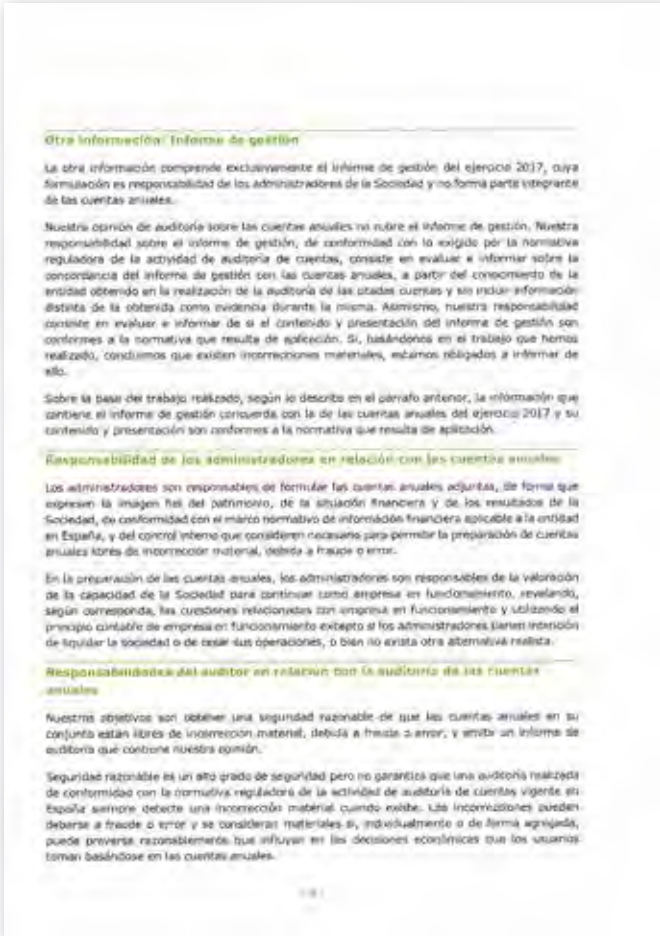 Otra información: Informe de gestión
La otra información comprende exclusivamente el informe de gestión del ejercicio 2017, cuya
formulación es responsabilidad de los administradores de la Sociedad y no forma parte integrante
de las cuentas anuales.
Nuestra opinión de auditoría sobre las cuentas anuales no cubre el informe de gestión. Nuestra
responsabilidad sobre el informe de gestión, de conformidad con lo exigido por la normativa
reguladora de la actividad de auditoría de cuentas, consiste en evaluar e informar sobre la
concordancia del informe de gestión con las cuentas anuales, a partir del conocimiento de la
entidad obtenido en la realización de la auditoría de las citadas cuentas y sin incluir información
distinta de la obtenida como evidencia durante la misma. Asimismo, nuestra responsabilidad
consiste en evaluar e informar de si el contenido y presentación del informe de gestión son
conformes a la normativa que resulta de aplicación. Si, basándonos en el trabajo que hemos
realizado, concluimos que existen incorrecciones materiales, estamos obligados a informar de
ello.
Sobre la base del trabajo realizado, según lo descrito en el párrafo anterior, la información que
contiene el informe de gestión concuerda con la de las cuentas anuales del ejercicio 2017 y su
contenido y presentación son conformes a la normativa que resulta de aplicación.
Responsabilidad de los administradores en relación con las cuentas anuales
Los administradores son responsables de formular las cuentas anuales adjuntas, de forma que
expresen la imagen fiel del patrimonio, de la situación financiera y de los resultados de la
Sociedad, de conformidad con el marco normativo de información financiera aplicable a la entidad
en España, y del control interno que consideren necesario para permitir la preparación de cuentas
anuales libres de incorrección material, debida a fraude o error.
En la preparación de las cuentas anuales, los administradores son responsables de la valoración
de la capacidad de la Sociedad para continuar como empresa en funcionamiento, revelando,
según corresponda, las cuestiones relacionadas con empresa en funcionamiento y utilizando el
principio contable de empresa en funcionamiento excepto si los administradores tienen intención
de liquidar la sociedad o de cesar sus operaciones, o bien no exista otra alternativa realista.
Responsabilidades del auditor en relación con la auditoría de las cuentas
anuales
Nuestros objetivos son obtener una seguridad razonable de que las cuentas anuales en su
conjunto están libres de incorrección material, debida a fraude o error, y emitir un informe de
auditoría que contiene nuestra opinión.
Seguridad razonable es un alto grado de seguridad pero no garantiza que una auditoría realizada
de conformidad con la normativa reguladora de la actividad de auditoría de cuentas vigente en
España siempre detecte una incorrección material cuando existe. Las incorrecciones pueden
deberse a fraude o error y se consideran materiales si, individualmente o de forma agregada,
puede preverse razonablemente que influyan en las decisiones económicas que los usuarios
toman basándose en las cuentas anuales.